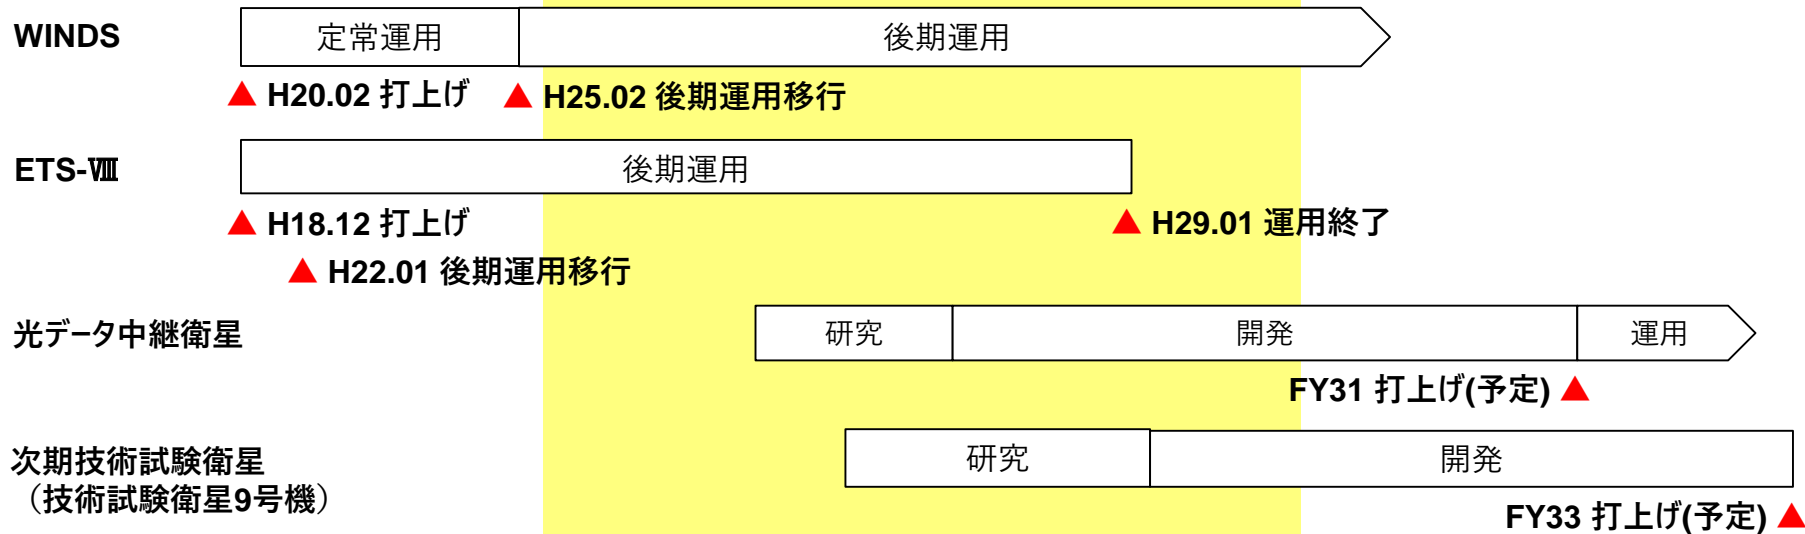 WINDS 定常運用 後期運用
▲ H20.02 打上げ ▲ H25.02 後期運用移行
ETS-Ⅷ 後期運用
▲ H18.12 打上げ ▲ H29.01 運用終了
▲ H22.01 後期運用移行
光データ中継衛星 研究 開発 運用
FY31 打上げ(予定) ▲
次期技術試験衛星 研究 開発
（技術試験衛星9号機）
FY33 打上げ(予定) ▲